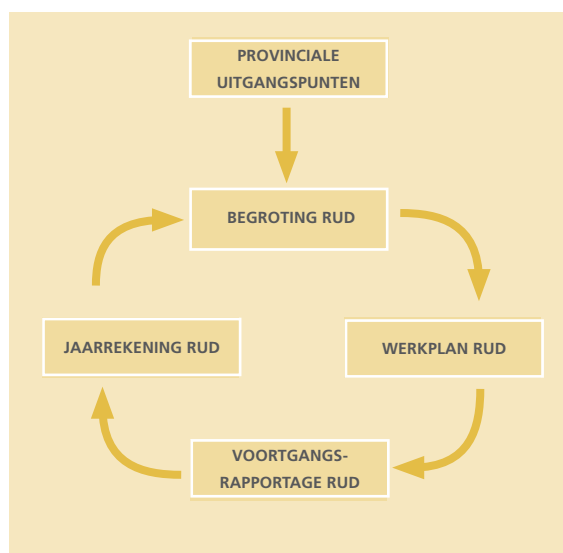 PROVINCIALE
UITGANGSPUNTEN
BEGROTING RUD
JAARREKENING RUD
WERKPLAN RUD
VOORTGANGS-
RAPPORTAGE RUD